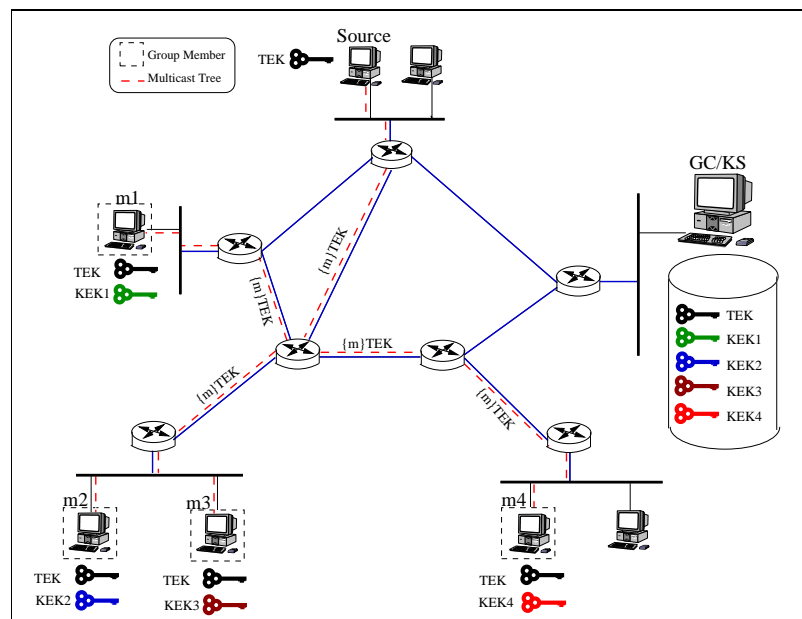 Source
TEK
Group Member
Multicast Tree
GC/KS
m1
TEK
KEK1
{m}TEK
{m}TEK
{m}TEK
{m}TEK
{m}TEK
TEK
KEK1
KEK2
KEK3
KEK4
m2
m3
m4
TEK
KEK2
TEK
KEK3
TEK
KEK4